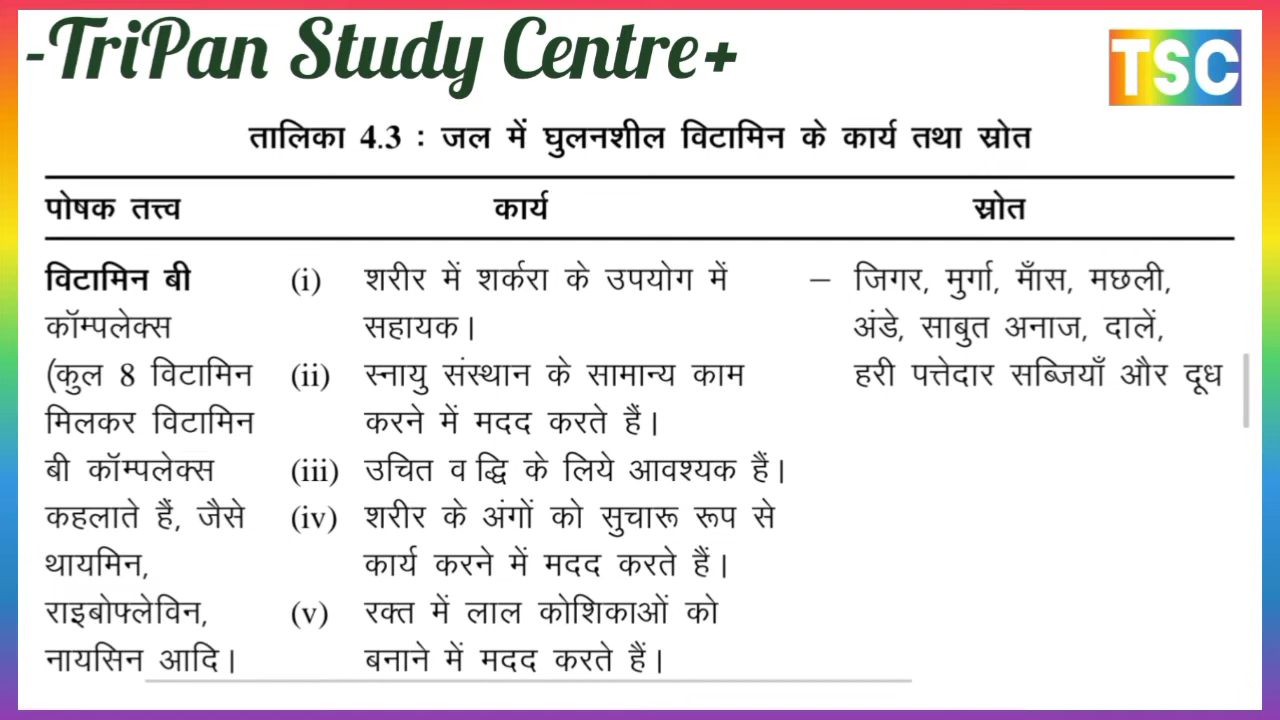 -TriPan Study Centre+
TSC
तालिका 4.3 : जल में घुलनशील विटामिन के कार्य तथा स्रोत
पोषक तत्त्व कार्य स्रोत
विटामिन बी (i) शरीर में शर्करा के उपयोग में – जिगर, मुर्गा, माँस, मछली,
कॉम्पलेक्स सहायक। अंडे, साबुत अनाज, दालें,
(कुल 8 विटामिन (ii) स्नायु संस्थान के सामान्य काम हरी पत्तेदार सब्जियाँ और दूध
मिलकर विटामिन करने में मदद करते हैं।
बी कॉम्पलेक्स (iii) उचित व द्धि के लिये आवश्यक हैं।
कहलाते हैं, जैसे (iv) शरीर के अंगों को सुचारू रूप से
थायमिन, कार्य करने में मदद करते हैं।
राइबोफ्लेविन, (v) रक्त में लाल कोशिकाओं को
नायसिन आदि। बनाने में मदद करते हैं।